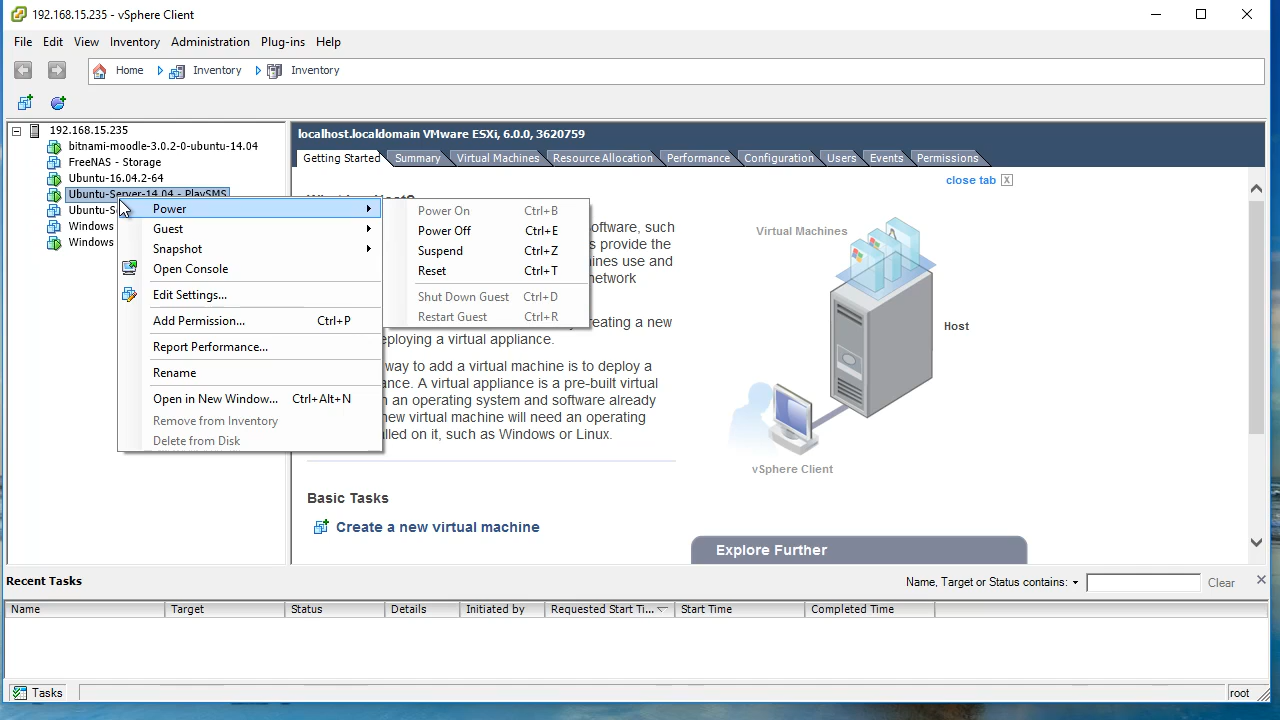 192.168.15.235 - vSphere Client
File Edit View Inventory Administration Plug-ins Help
Home Inventory Inventory
192.168.15.235
bitnami-moodle-3.0.2-0-ubuntu-14.04
FreeNAS - Storage
Ubuntu-16.04.2-64
Ubuntu-Server-14.04 - PlaySMS
Ubuntu-S
Windows
Windows
Power
Guest
Snapshot
Open Console
Edit Settings...
Add Permission... Ctrl+P
Report Performance...
Rename
Open in New Window... Ctrl+Alt+N
Remove from Inventory
Delete from Disk
Power On Ctrl+B
Power Off Ctrl+E
Suspend Ctrl+Z
Reset Ctrl+T
Shut Down Guest Ctrl+D
Restart Guest Ctrl+R
localhost.localdomain VMware ESXi, 6.0.0, 3620759
Getting Started Summary Virtual Machines Resource Allocation Performance Configuration Users Events Permissions
close tab X
oftware, such
s provide the
ines use and
network
reating a new
eploying a virtual appliance.
way to add a virtual machine is to deploy a
ance. A virtual appliance is a pre-built virtual
n an operating system and software already
new virtual machine will need an operating
lled on it, such as Windows or Linux.
Virtual Machines
Host
vSphere Client
Basic Tasks
Create a new virtual machine
Explore Further
Recent Tasks
Name, Target or Status contains: Clear
Name Target Status Details Initiated by Requested Start Ti... Start Time Completed Time
Tasks
root